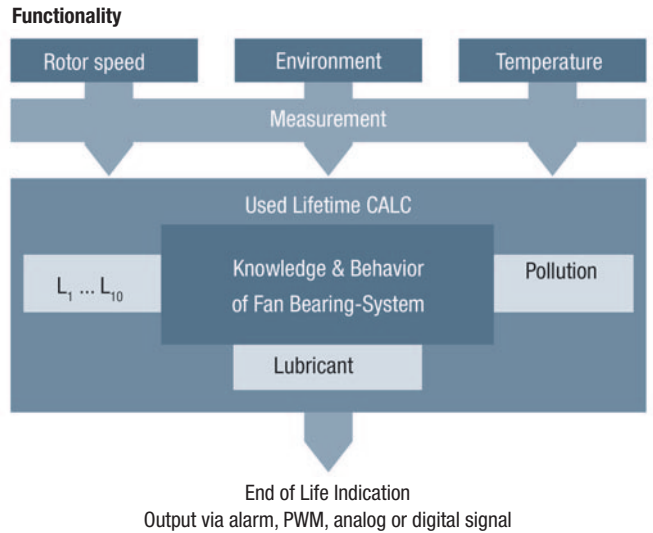 Functionality
Rotor speed
Environment
Temperature
Measurement
Used Lifetime CALC
L1 ... L10
Knowledge & Behavior
of Fan Bearing-System
Pollution
Lubricant
End of Life Indication
Output via alarm, PWM, analog or digital signal